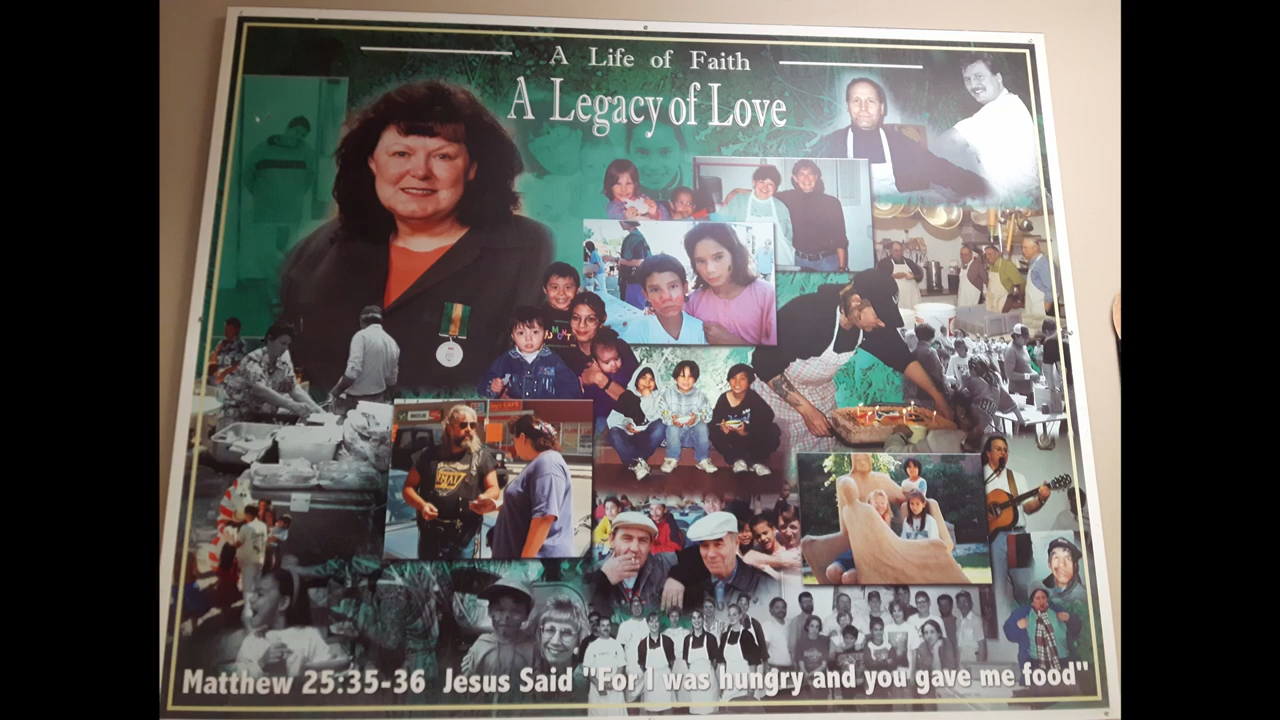 A Life of Faith
A Legacy of Love
Matthew 25:35-36 Jesus Said "For I was hungry and you gave me food"